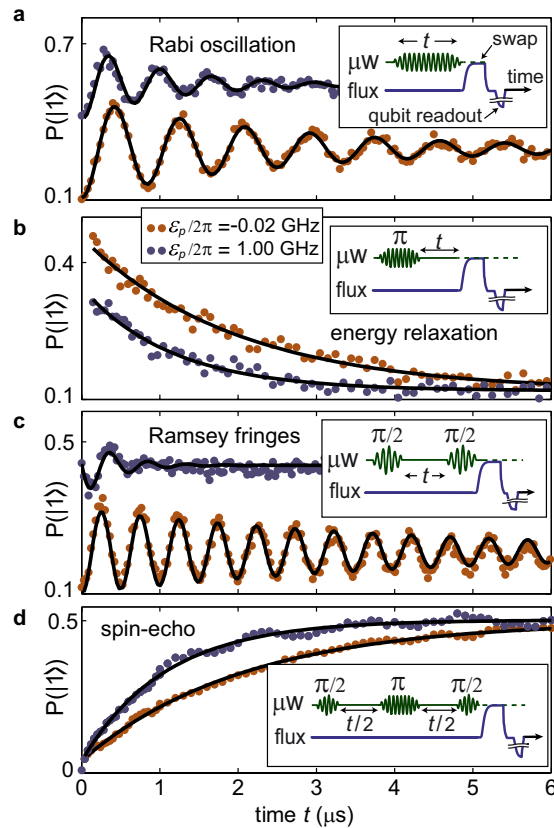 a
0.7
Rabi oscillation
P(|1⟩)
0.1
t
swap
μW
flux
time
qubit readout
b
ℰp/2π =-0.02 GHz
ℰp/2π = 1.00 GHz
0.4
P(|1⟩)
0.1
π
t
μW
flux
energy relaxation
c
0.5
Ramsey fringes
P(|1⟩)
0.1
π/2 π/2
μW
t
flux
d
0.5
spin-echo
P(|1⟩)
0
π/2 π π/2
μW
t/2 t/2
flux
0 1 2 3 4 5 6
time t (μs)